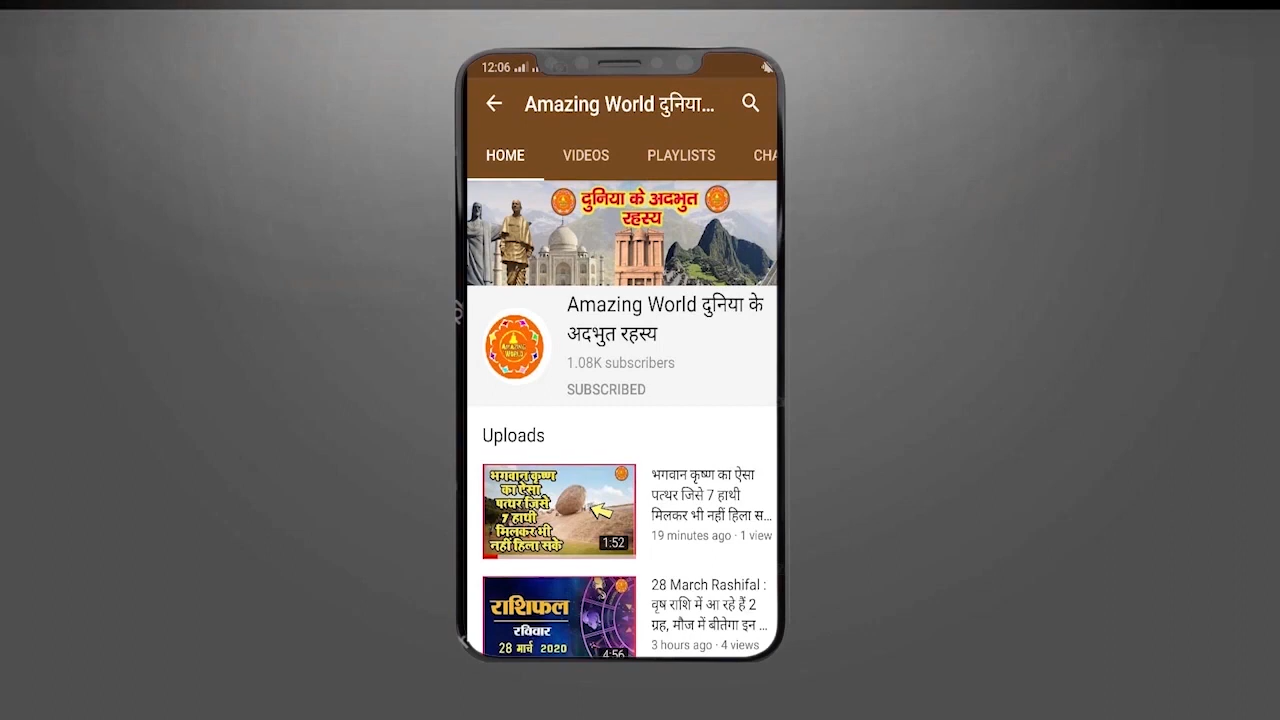 12:06
Amazing World दुनिया...
HOME VIDEOS PLAYLISTS CHA
दुनिया के अदभुत
रहस्य
Amazing World दुनिया के
अदभुत रहस्य
AMAZING
WORLD
1.08K subscribers
SUBSCRIBED
Uploads
भगवान कृष्ण
का ऐसा
पत्थर जिसे
7 हाथी
मिलकर भी
नहीं हिला सके
1:52
भगवान कृष्ण का ऐसा
पत्थर जिसे 7 हाथी
मिलकर भी नहीं हिला स...
19 minutes ago · 1 view
राशिफल
रविवार
28 मार्च 2020
4:56
28 March Rashifal :
वृष राशि में आ रहे हैं 2
ग्रह, मौज में बीतेगा इन ...
3 hours ago · 4 views